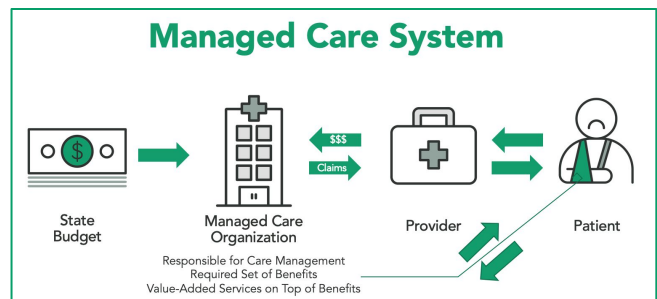 Managed Care System
$
$$$
Claims
State
Budget
Managed Care
Organization
Provider
Patient
Responsible for Care Management
Required Set of Benefits
Value-Added Services on Top of Benefits